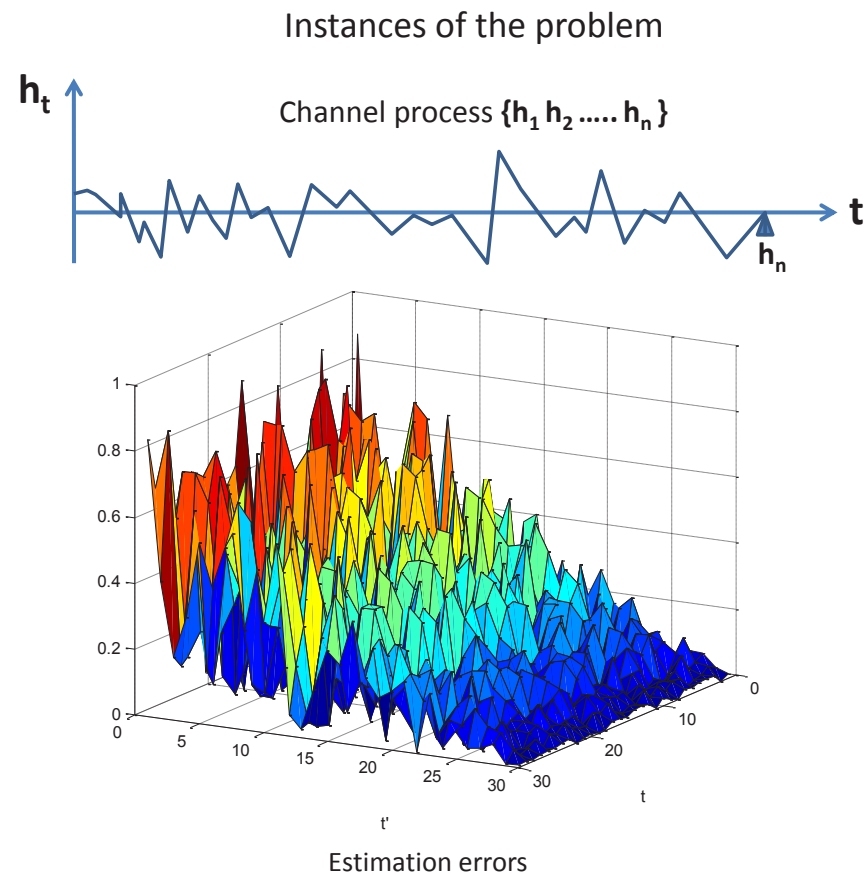 Instances of the problem
h_t
Channel process {h_1 h_2 ..... h_n }
t
h_n
1
0.8
0.6
0.4
0.2
0
0
5
10
15
20
25
30
30
20
10
0
t
t'
Estimation errors